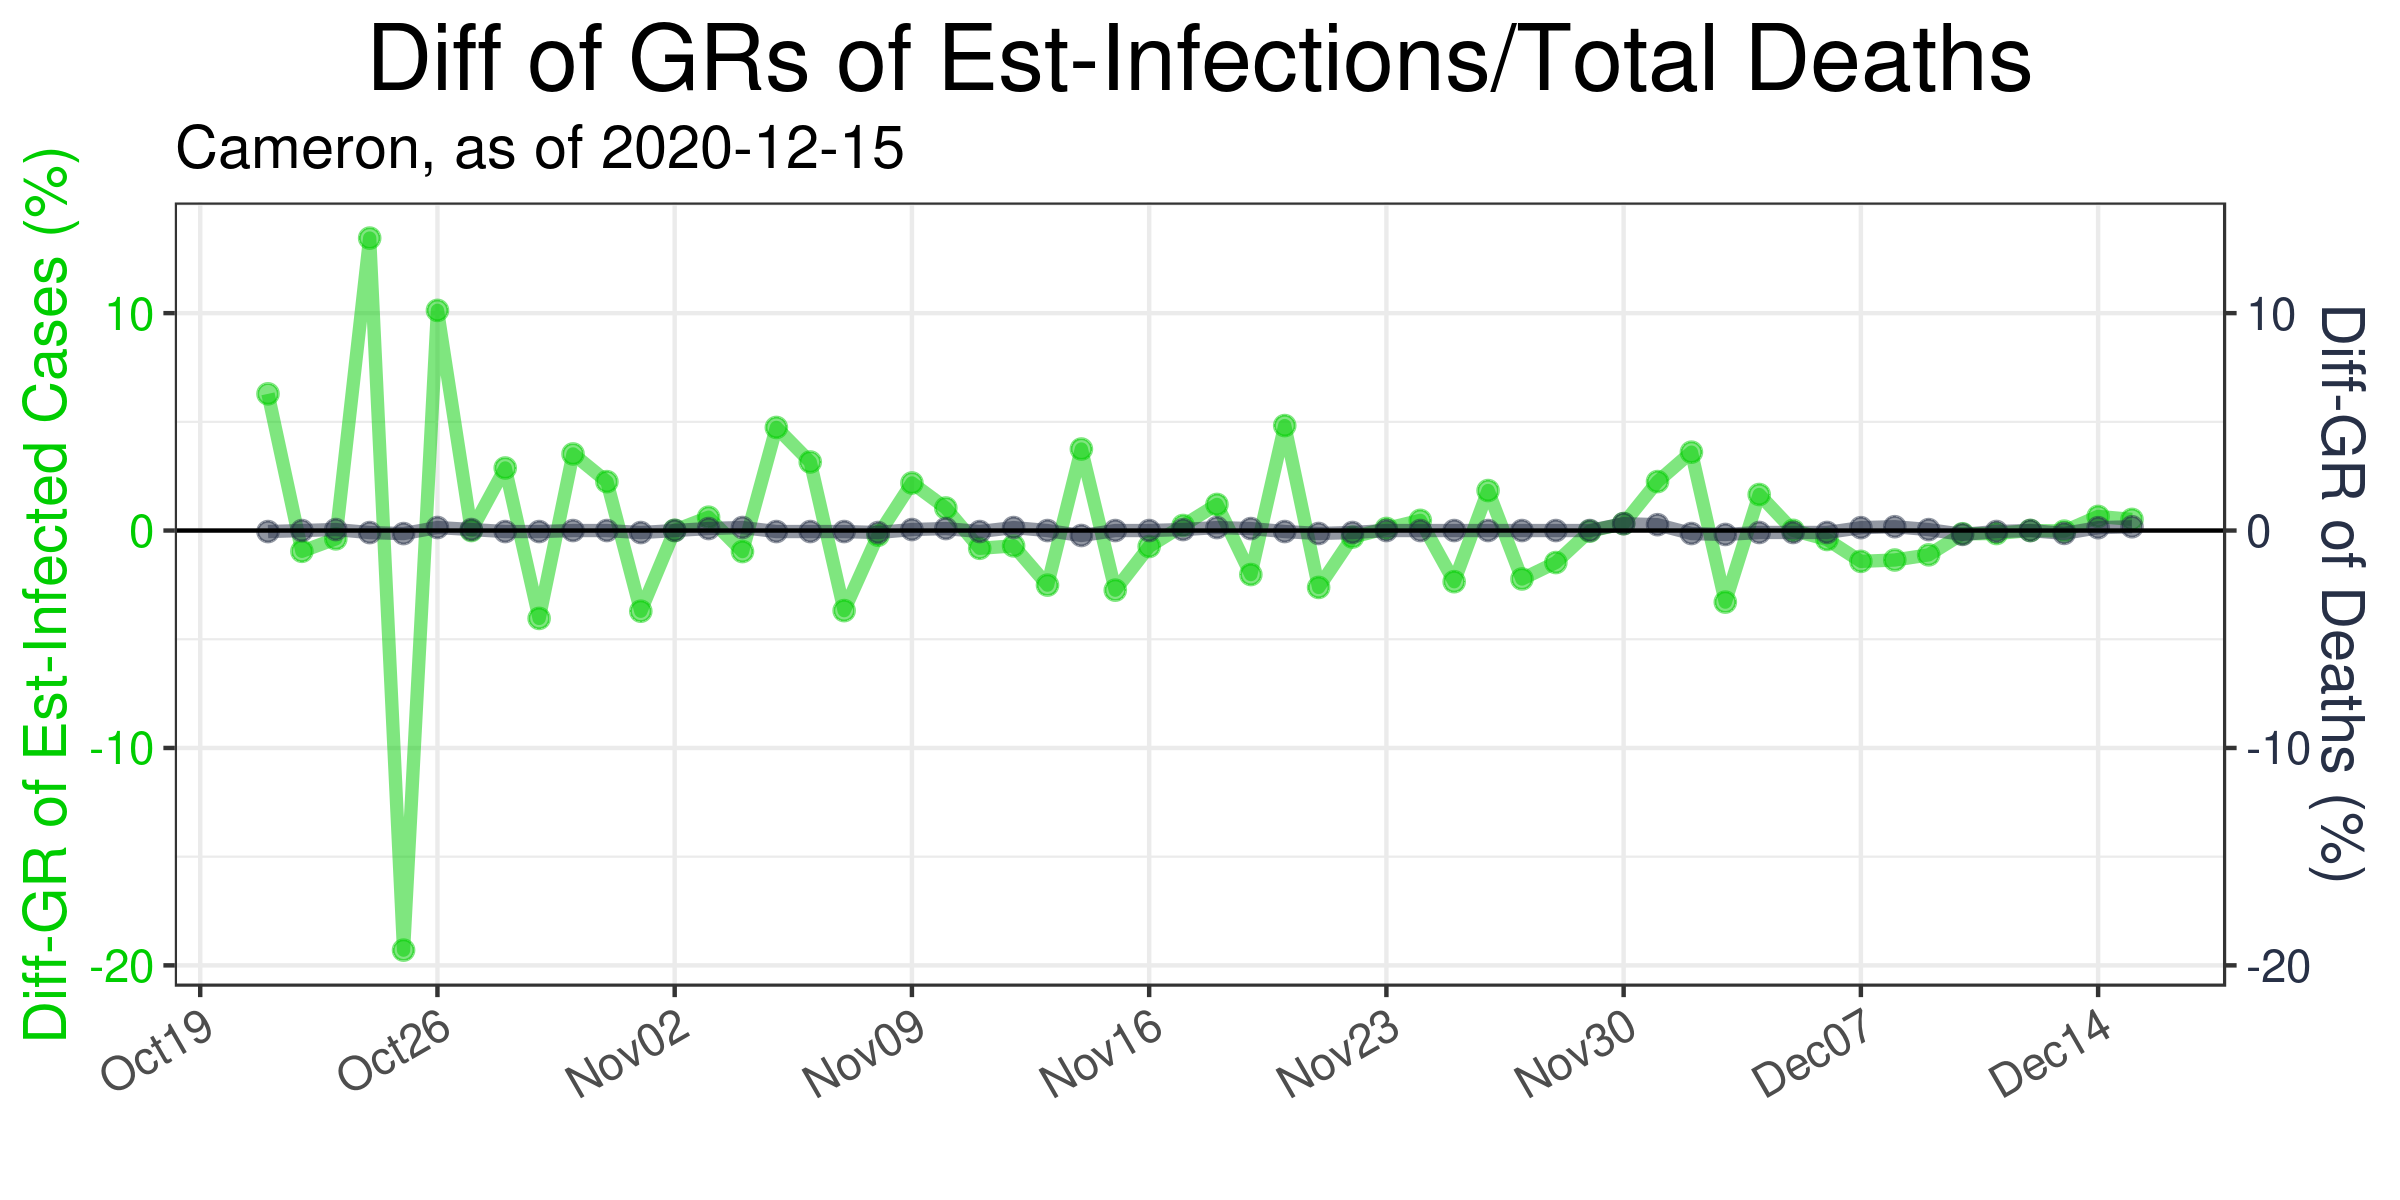 Diff of GRs of Est-Infections/Total Deaths
Cameron, as of 2020-12-15
Diff-GR of Est-Infected Cases (%)
10
0
-10
-20
10
0
-10
-20
Diff-GR of Deaths (%)
Oct19
Oct26
Nov02
Nov09
Nov16
Nov23
Nov30
Dec07
Dec14